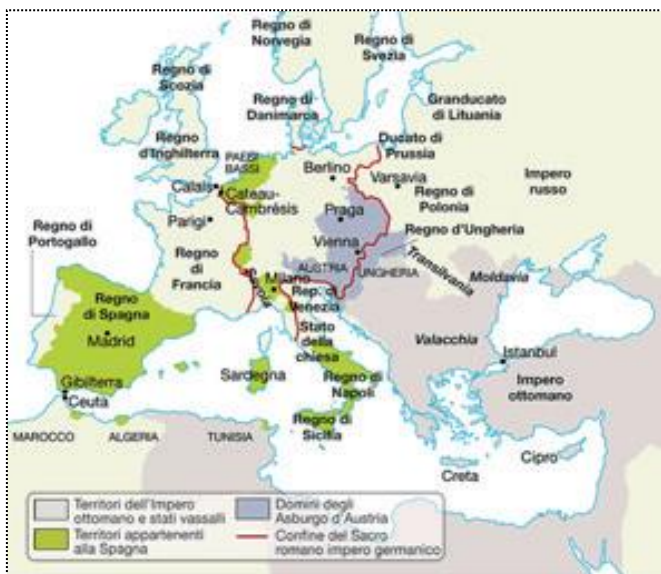 Regno di
Norvegia
Regno di
Svezia
Regno di
Scozia
Regno di
Danimarca
Granducato
di Lituania
Regno
d'Inghilterra
PAESI
BASSI
Ducato di
Prussia
Berlino
Varsavia
Impero
russo
Calais
Cateau-
Cambrésis
Regno di
Polonia
Praga
Parigi
Regno d'Ungheria
Vienna
Regno di
Portogallo
Regno
di
Francia
AUSTRIA
UNGHERIA
Transilvania
Moldavia
Savoia
Milano
Rep. di
Venezia
Regno
di Spagna
Madrid
Stato
della
chiesa
Valacchia
Istanbul
Sardegna
Regno di
Napoli
Impero
ottomano
Gibilterra
Ceuta
Regno di
Sicilia
MAROCCO
ALGERIA
TUNISIA
Cipro
Creta
Territori dell'Impero
ottomano e stati vassalli
Territori appartenenti
alla Spagna
Domini degli
Asburgo d'Austria
Confine del Sacro
romano impero germanico